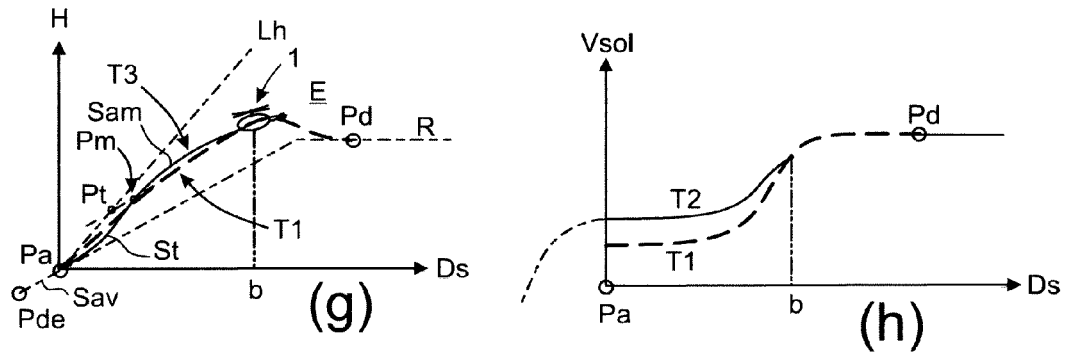 H
Lh
1
T3
E
Sam
Pd
R
Pm
Pt
T1
Pa
St
Ds
b
Sav
Pde
(g)
Vsol
Pd
T2
T1
Pa
b
Ds
(h)